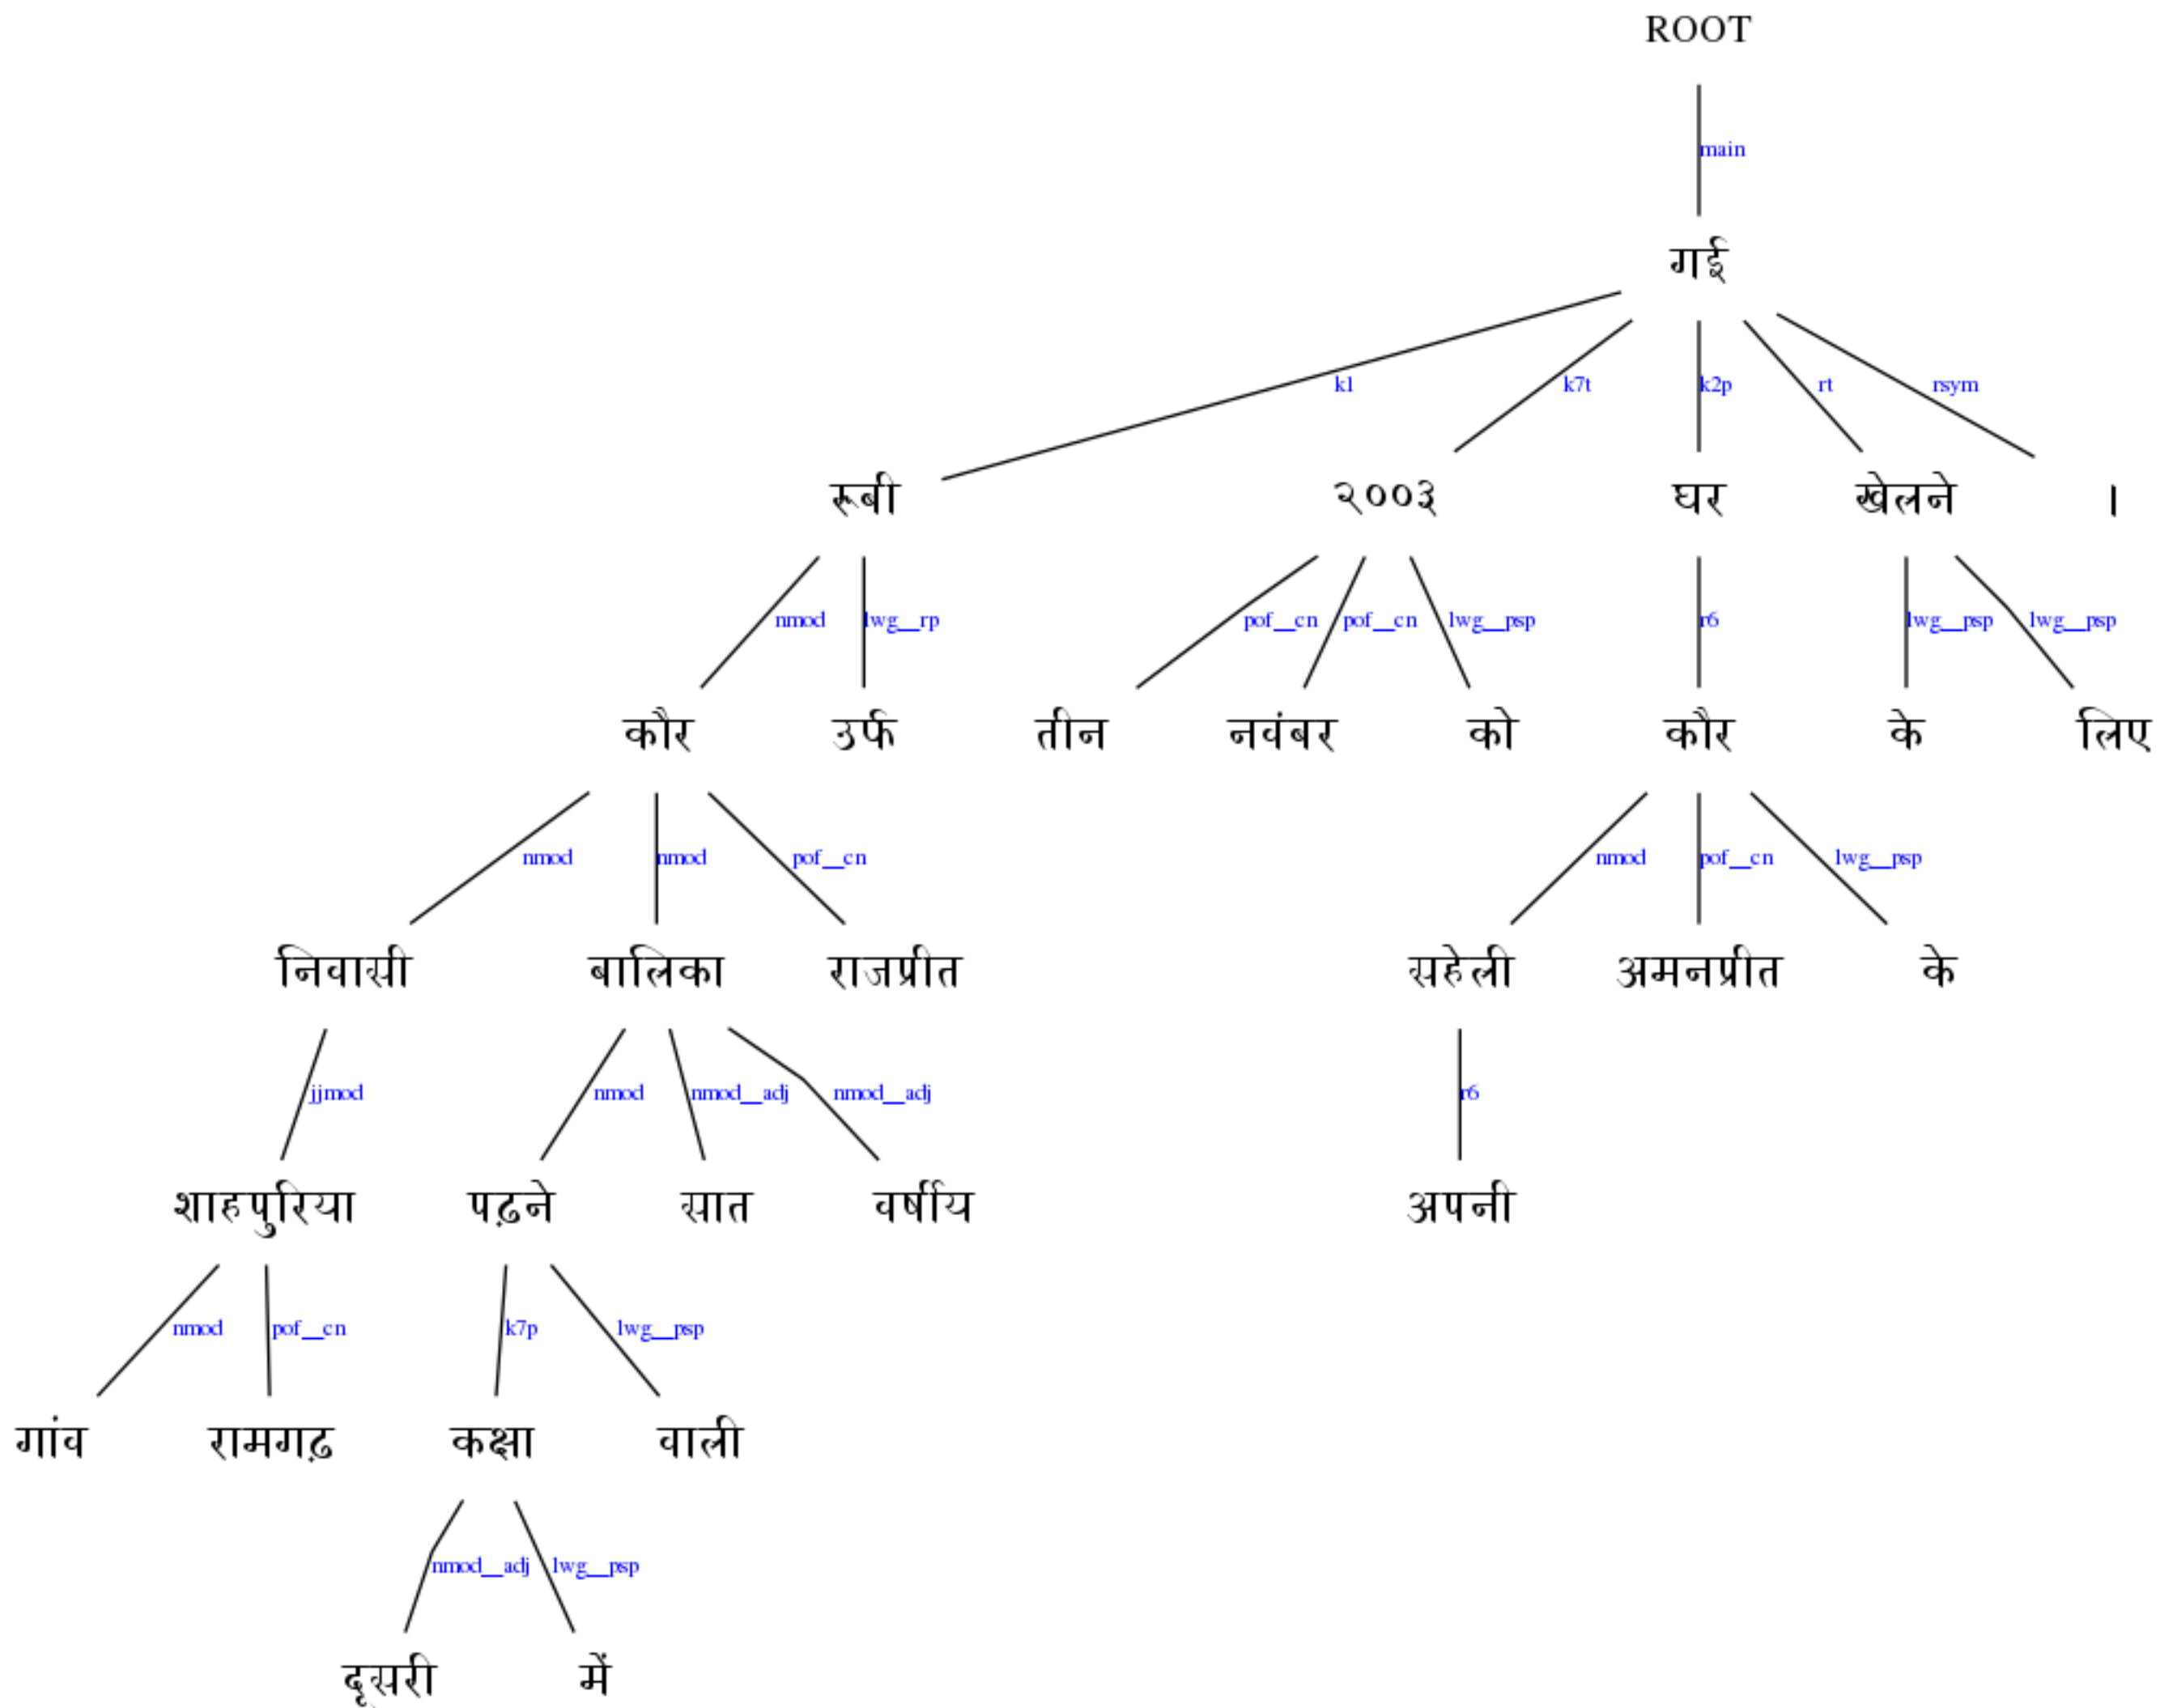 ROOT
main
गई
k1 k7t k2p rt rsym
रूबी २००३ घर खेलने ।
nmod lwg__rp pof__cn pof__cn lwg__psp r6 lwg__psp lwg__psp
कौर उर्फ तीन नवंबर को कौर के लिए
nmod nmod pof__cn nmod pof__cn lwg__psp
निवासी बालिका राजप्रीत सहेली अमनप्रीत के
jjmod nmod nmod__adj nmod__adj r6
शाहपुरिया पढ़ने सात वर्षीय अपनी
nmod pof__cn k7p lwg__psp
गांव रामगढ़ कक्षा वाली
nmod__adj lwg__psp
दूसरी में